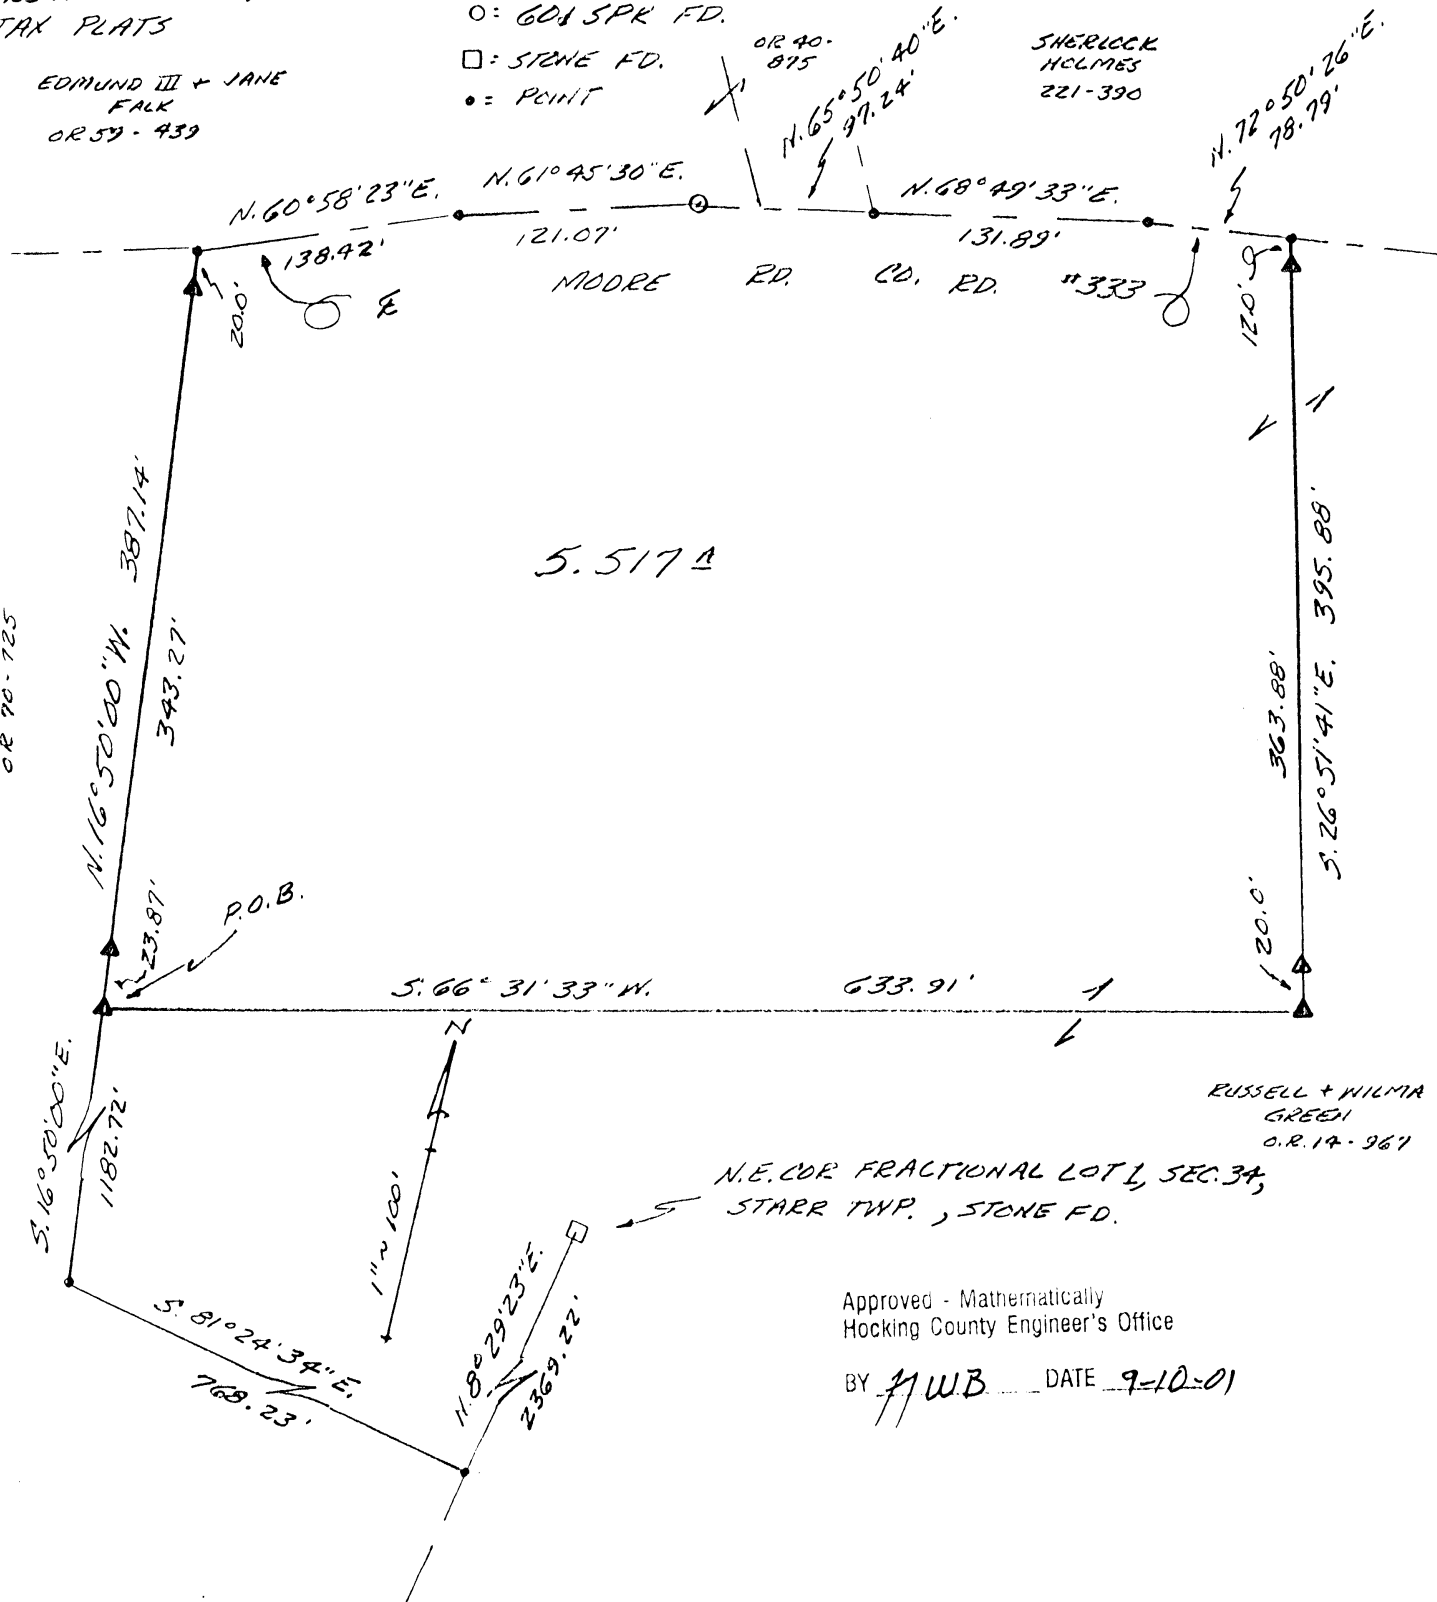 TAX PLATS
EDMUND III + JANE
FALK
OR 59 - 439
O: 60d SPK FD.
□: STONE FD.
•: POINT
OR 40-
875
SHERLOCK
HOLMES
221-390
N. 60°58'23"E.
138.42'
N. 61°45'30"E.
121.07'
N. 65°50'40"E.
97.24'
N. 68°49'33"E.
131.89'
N. 72°50'26"E.
78.79'
MOORE RD. CO. RD. #333
℄
20.0'
12.0'
N. 16°50'00"W. 387.14'
343.27'
23.87'
OR 70-725
5.517 A
S. 26°51'41"E. 395.88'
363.88'
20.0'
P.O.B.
S. 66° 31' 33" W. 633.91'
N
1" ~ 100'
S. 16°50'00"E.
1182.72'
S. 81°24'34"E.
768.23'
N. 8°29'23"E.
2369.22'
RUSSELL + WILMA
GREEN
O.R. 14 - 967
N.E. COR FRACTIONAL LOT 1, SEC. 34,
STARR TWP. , STONE FD.
Approved - Mathematically
Hocking County Engineer's Office
BY HWB DATE 9-10-01